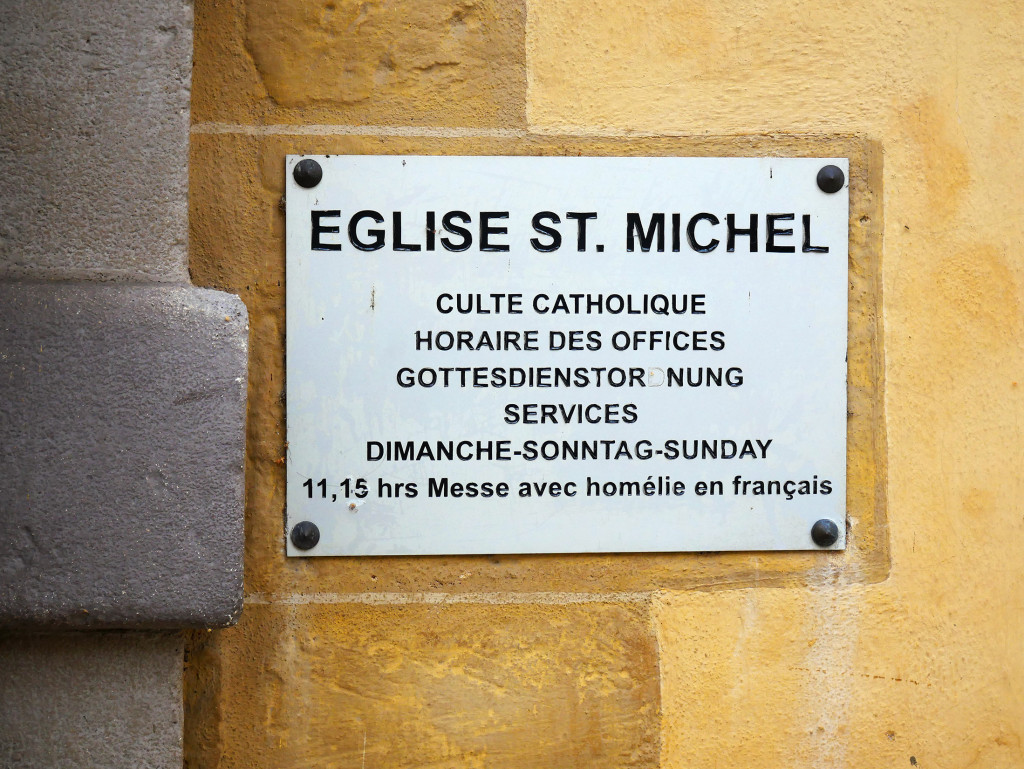 EGLISE ST. MICHEL
CULTE CATHOLIQUE
HORAIRE DES OFFICES
GOTTESDIENSTORDNUNG
SERVICES
DIMANCHE-SONNTAG-SUNDAY
11,15 hrs Messe avec homélie en français